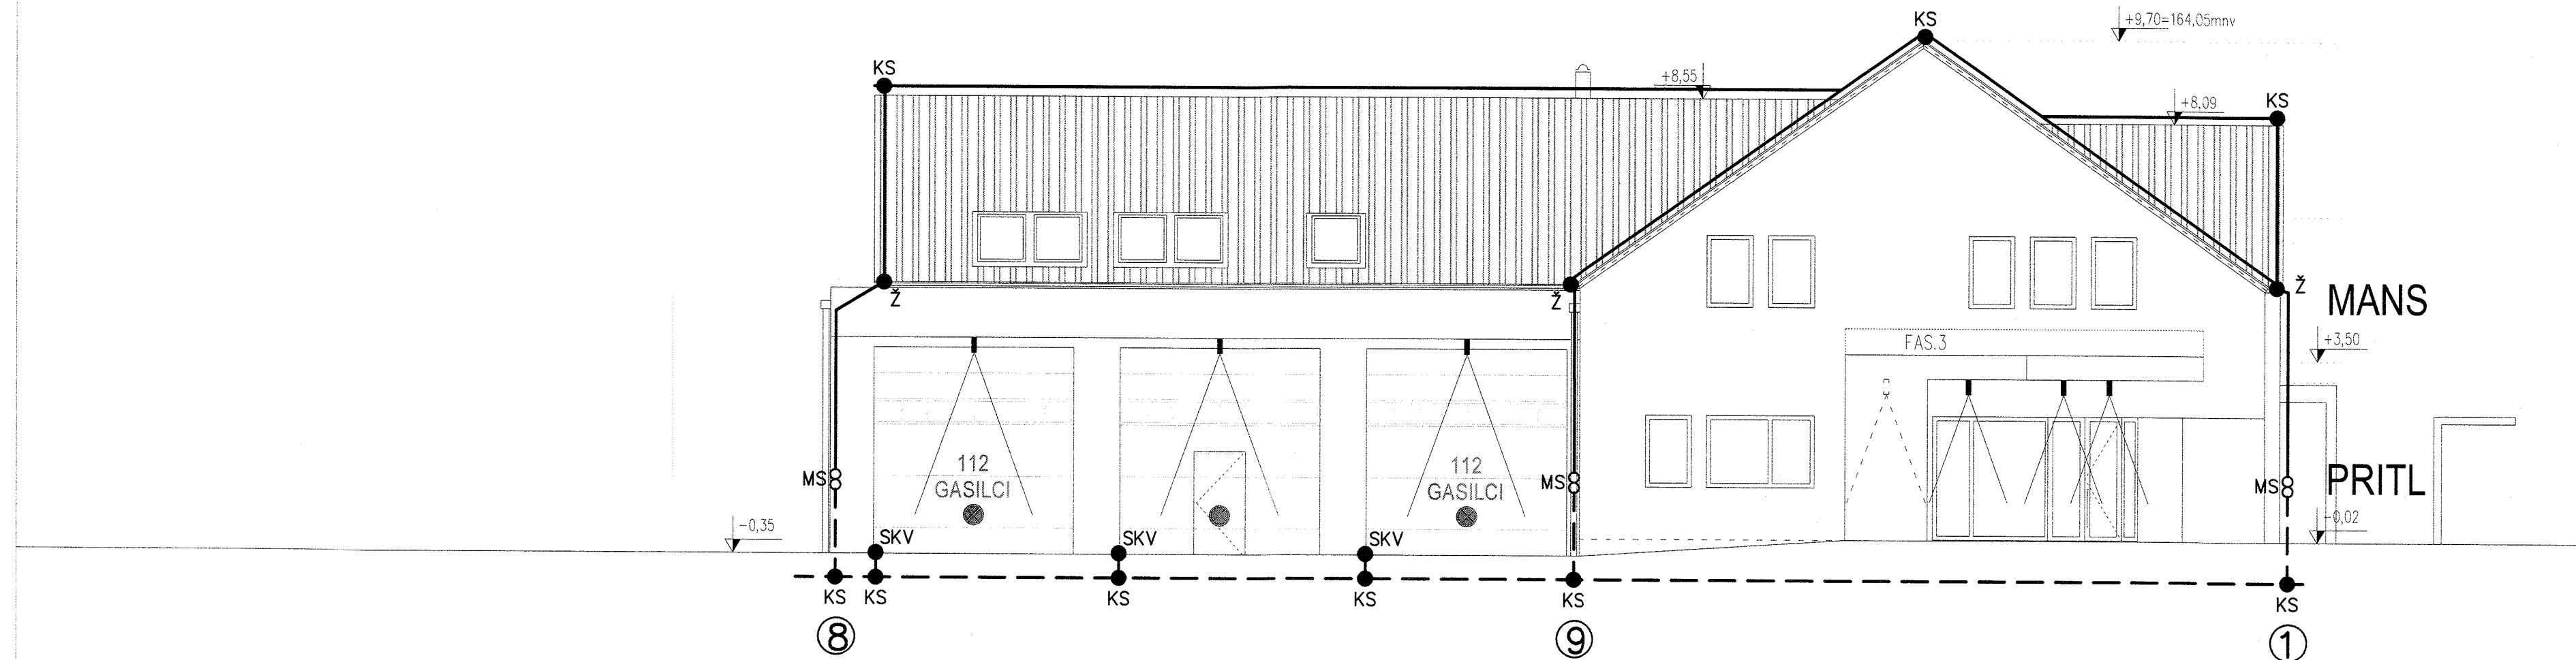 KS
+9,70=164,05mnv
KS
+8,55
+8,09
KS
Ž
Ž
Ž
MANS
+3,50
FAS.3
MS
112
GASILCI
112
GASILCI
MS
MS
PRITL
-0,35
-0,02
SKV
SKV
SKV
KS
KS
KS
KS
KS
KS
8
9
1